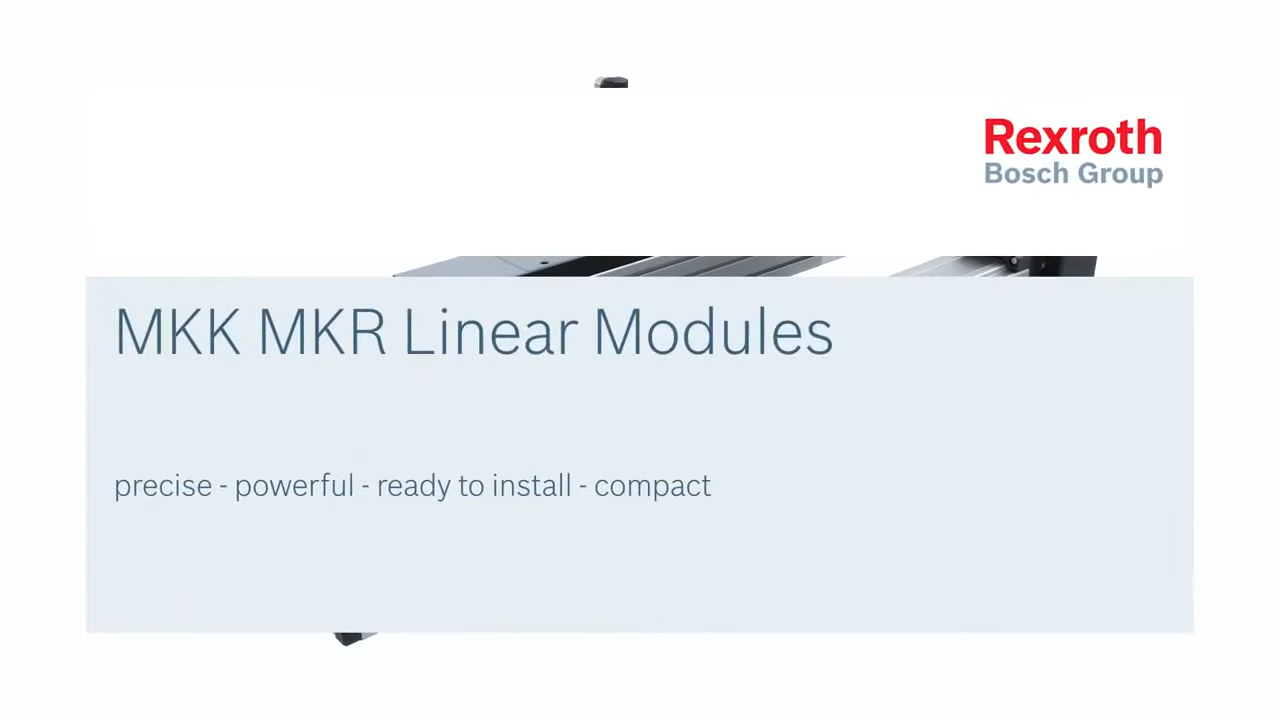 Rexroth
Bosch Group
MKK MKR Linear Modules
precise - powerful - ready to install - compact